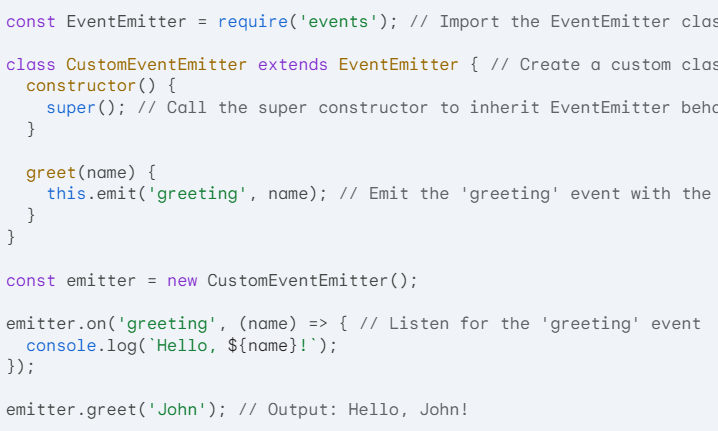 const EventEmitter = require('events'); // Import the EventEmitter
class CustomEventEmitter extends EventEmitter { // Create a custom
constructor() {
super(); // Call the super constructor to inherit EventEmitter
}
greet(name) {
this.emit('greeting', name); // Emit the 'greeting' event with the
}
}
const emitter = new CustomEventEmitter();
emitter.on('greeting', (name) => { // Listen for the 'greeting' event
console.log(`Hello, ${name}!`);
});
emitter.greet('John'); // Output: Hello, John!